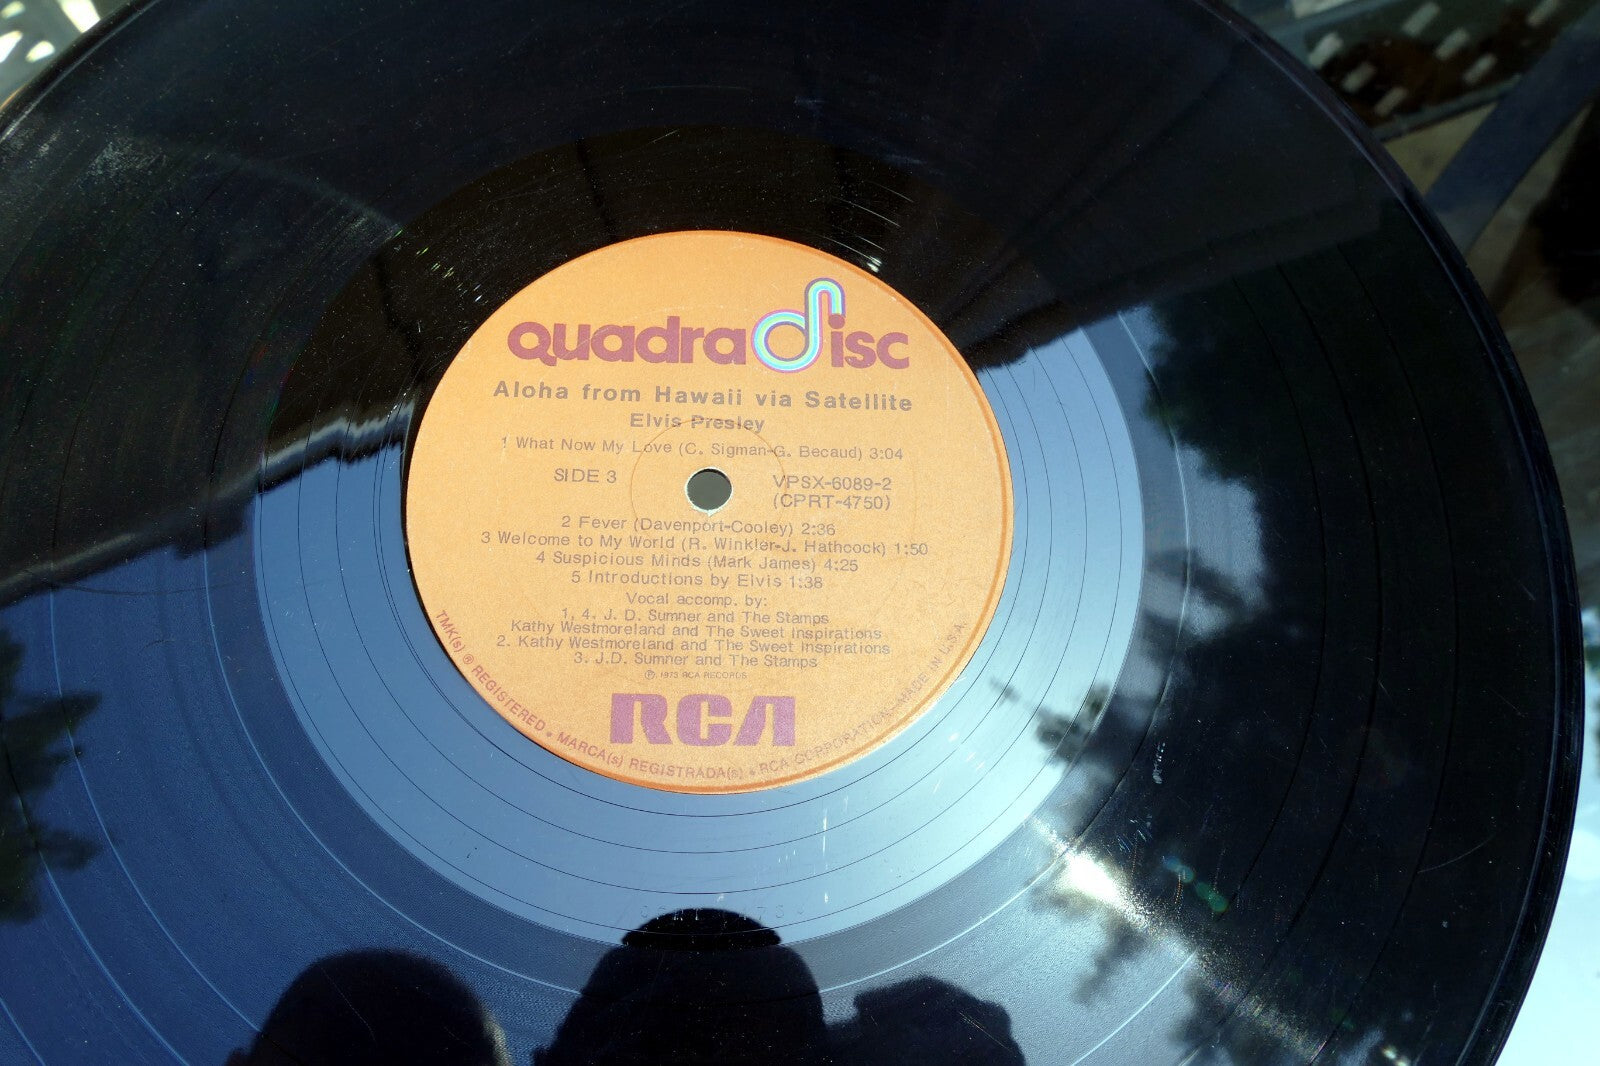 quadradisc
Aloha from Hawaii via Satellite
Elvis Presley
1 What Now My Love (C. Sigman-G. Becaud) 3:04
SIDE 3
VPSX-6089-2
(CPRT-4750)
2 Fever (Davenport-Cooley) 2:36
3 Welcome to My World (R. Winkler-J. Hathcock) 1:50
4 Suspicious Minds (Mark James) 4:25
5 Introductions by Elvis 1:38
Vocal accomp. by:
1, 4. J. D. Sumner and The Stamps
Kathy Westmoreland and The Sweet Inspirations
2. Kathy Westmoreland and The Sweet Inspirations
3. J.D. Sumner and The Stamps
℗ 1973 RCA RECORDS
RCA
TMK(s) ® REGISTERED • MARCA(s) REGISTRADA(s) • RCA CORPORATION—MADE IN U.S.A.